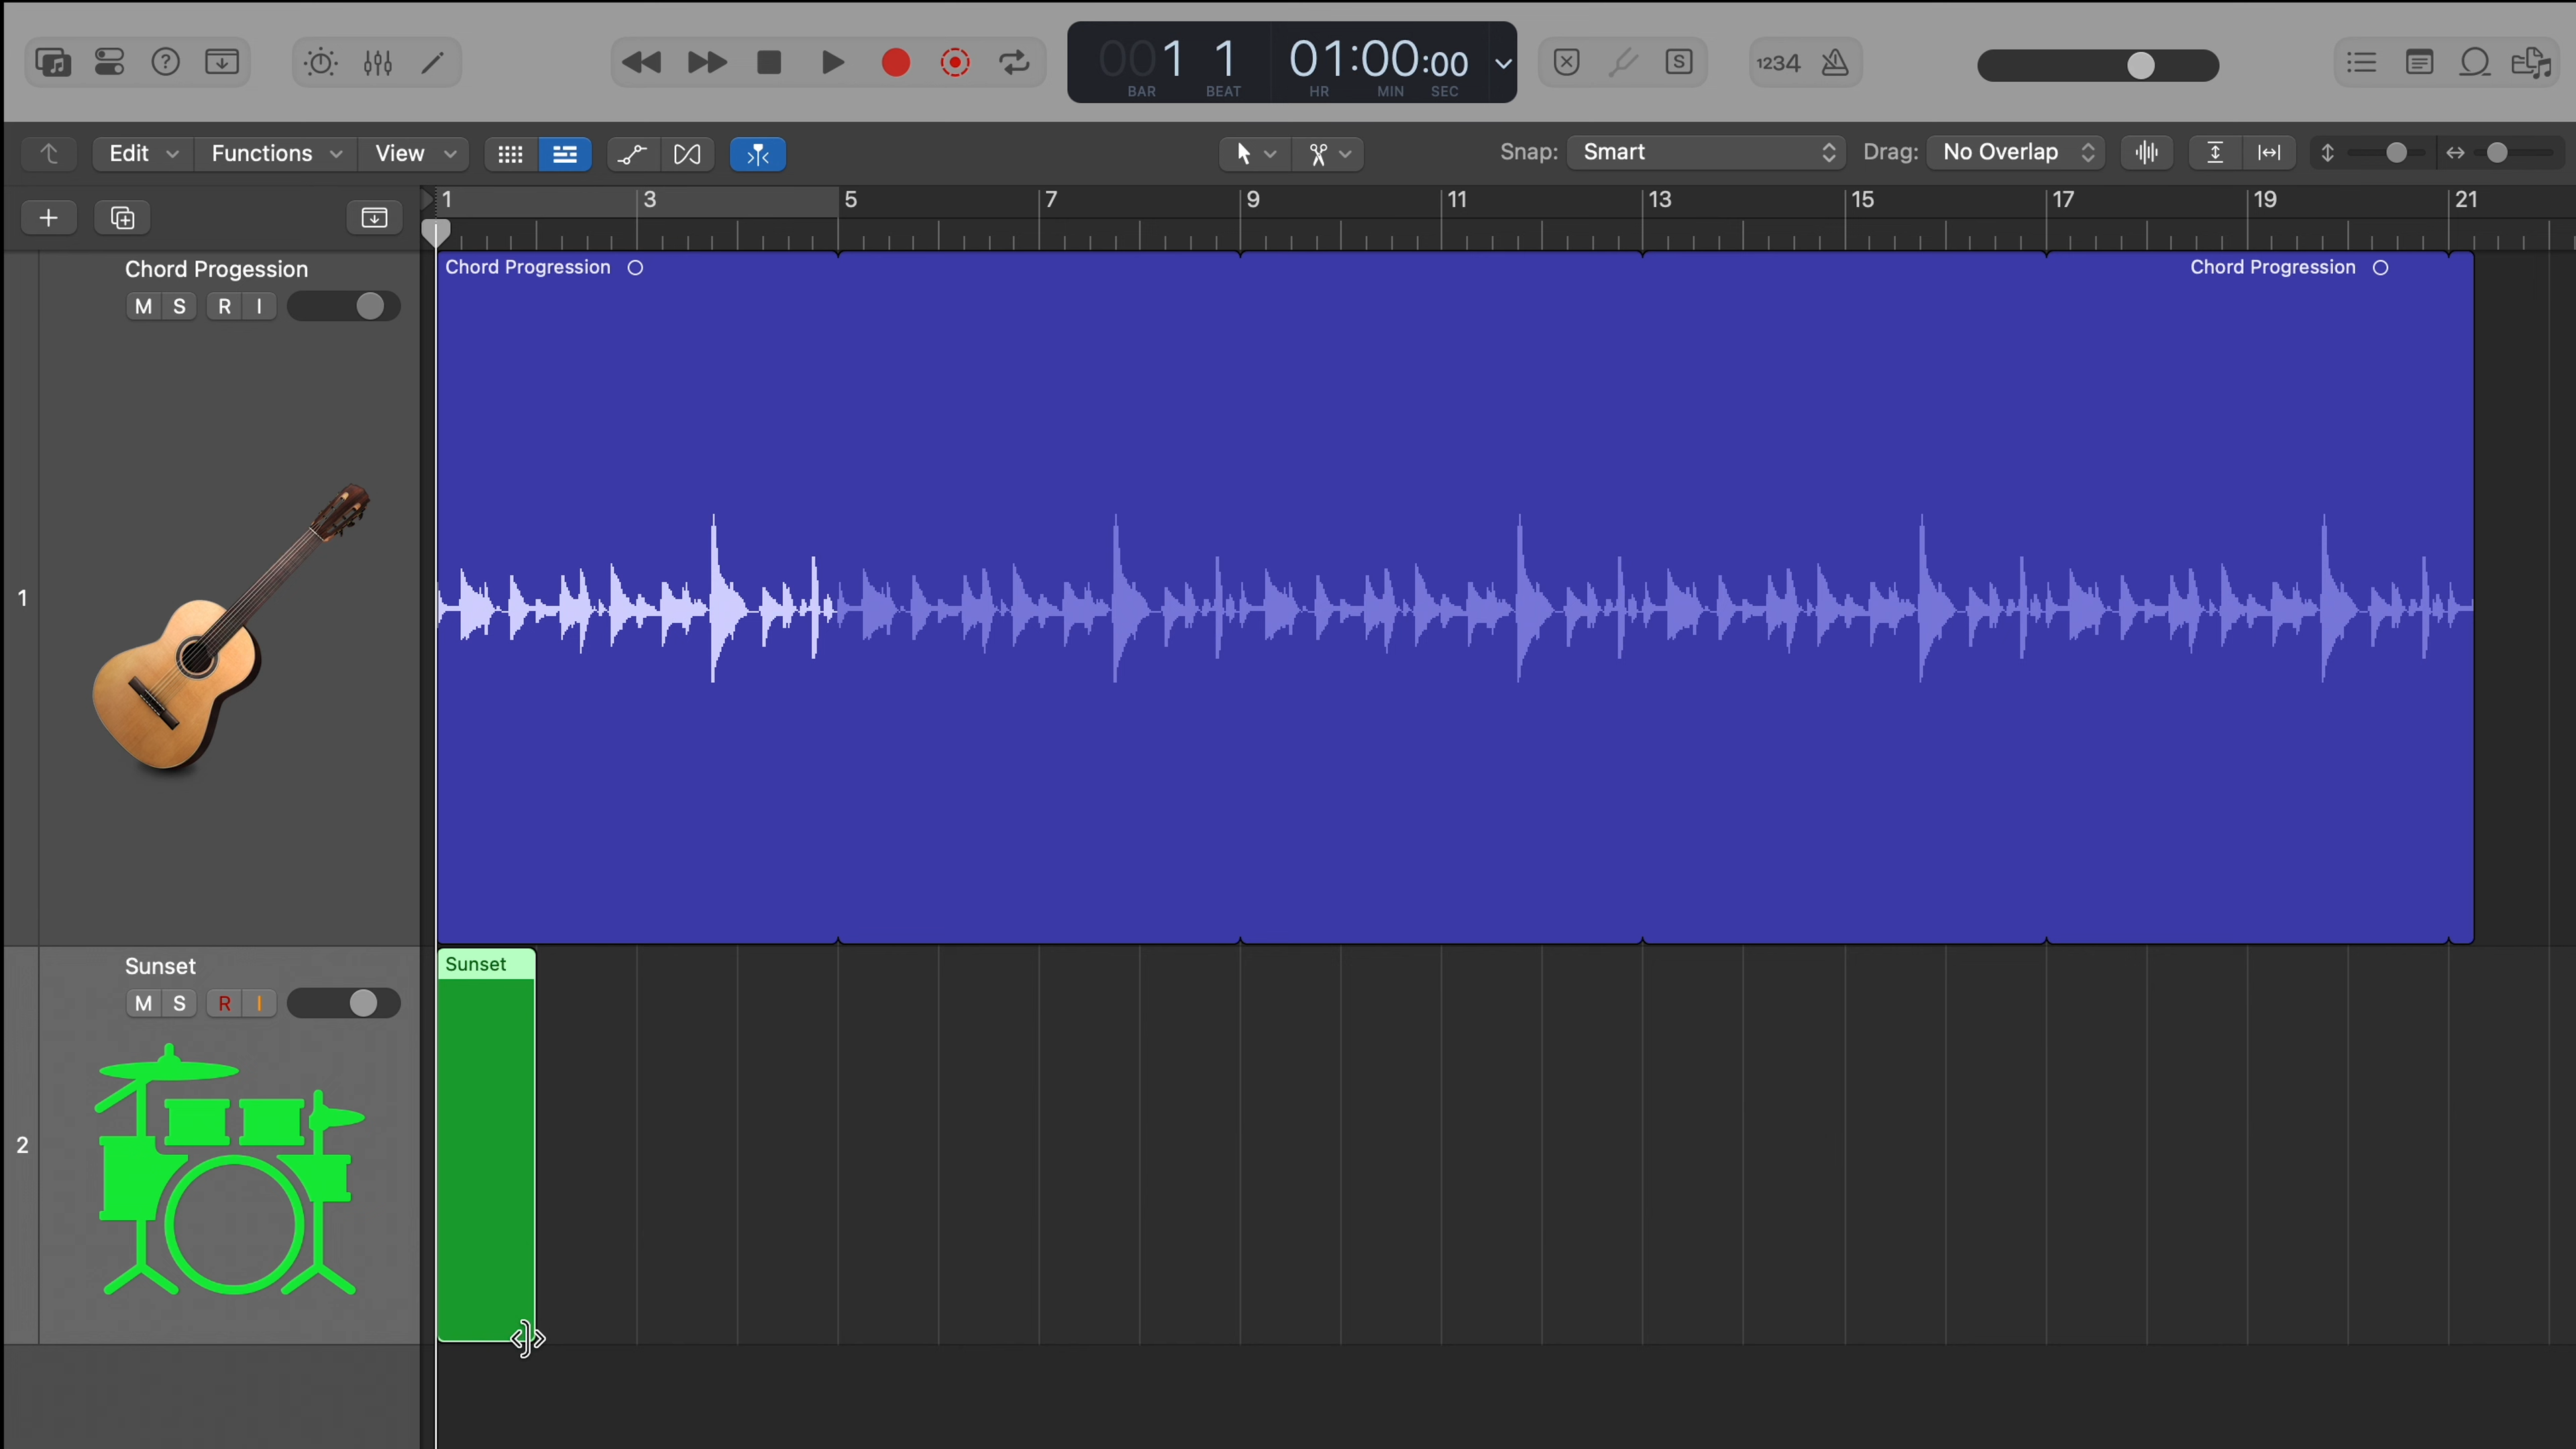 001 1 01:00:00
BAR BEAT HR MIN SEC
S 1234
Edit Functions View Snap: Smart Drag: No Overlap
1 3 5 7 9 11 13 15 17 19 21
Chord Progession
M S R I
Chord Progression
Chord Progression
1
Sunset
M S R I
Sunset
2